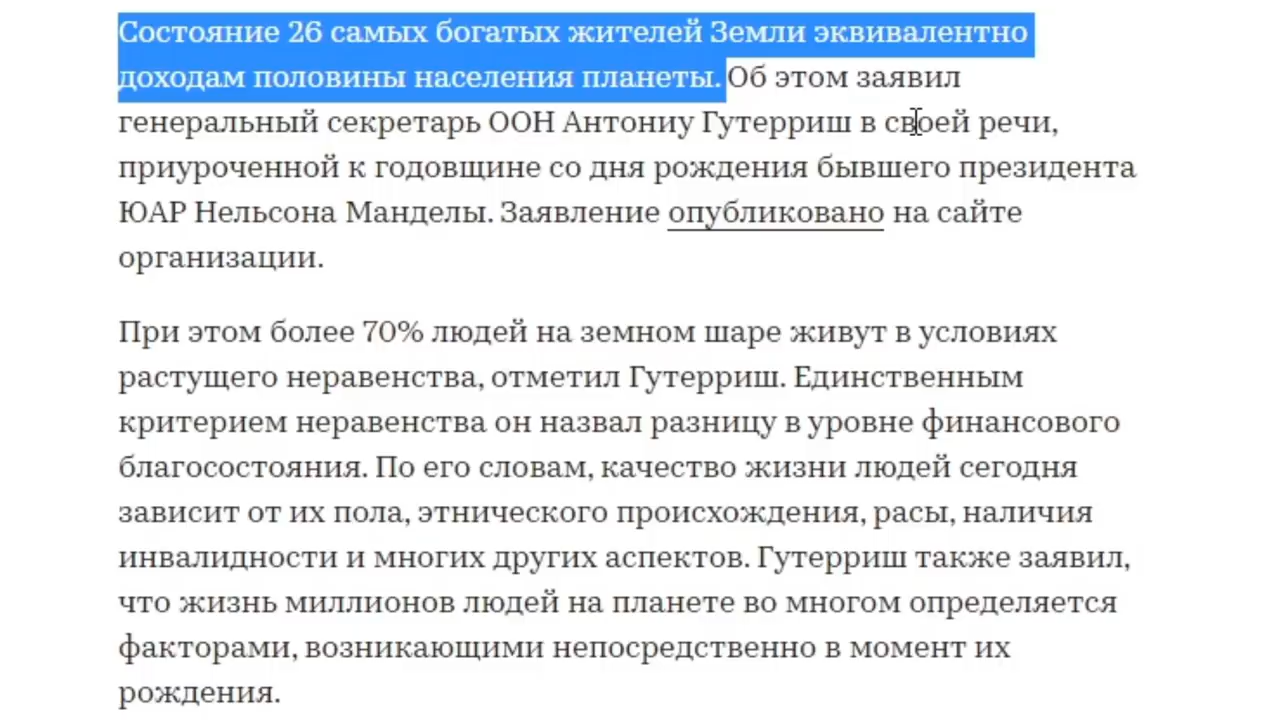 Состояние 26 самых богатых жителей Земли эквивалентно
доходам половины населения планеты. Об этом заявил
генеральный секретарь ООН Антониу Гутерриш в своей речи,
приуроченной к годовщине со дня рождения бывшего президента
ЮАР Нельсона Манделы. Заявление опубликовано на сайте
организации.
При этом более 70% людей на земном шаре живут в условиях
растущего неравенства, отметил Гутерриш. Единственным
критерием неравенства он назвал разницу в уровне финансового
благосостояния. По его словам, качество жизни людей сегодня
зависит от их пола, этнического происхождения, расы, наличия
инвалидности и многих других аспектов. Гутерриш также заявил,
что жизнь миллионов людей на планете во многом определяется
факторами, возникающими непосредственно в момент их
рождения.